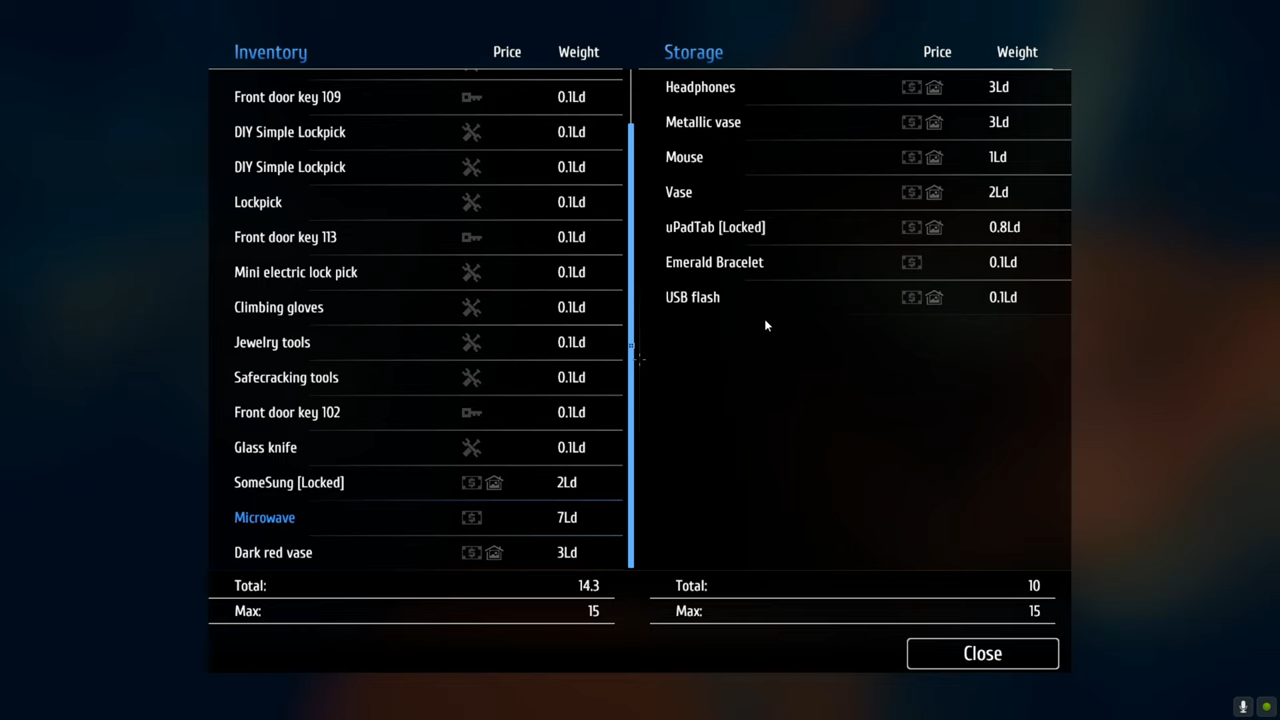 Inventory Price Weight
Front door key 109 0.1Ld
DIY Simple Lockpick 0.1Ld
DIY Simple Lockpick 0.1Ld
Lockpick 0.1Ld
Front door key 113 0.1Ld
Mini electric lock pick 0.1Ld
Climbing gloves 0.1Ld
Jewelry tools 0.1Ld
Safecracking tools 0.1Ld
Front door key 102 0.1Ld
Glass knife 0.1Ld
SomeSung [Locked] 2Ld
Microwave 7Ld
Dark red vase 3Ld
Total: 14.3
Max: 15
Storage Price Weight
Headphones 3Ld
Metallic vase 3Ld
Mouse 1Ld
Vase 2Ld
uPadTab [Locked] 0.8Ld
Emerald Bracelet 0.1Ld
USB flash 0.1Ld
Total: 10
Max: 15
Close